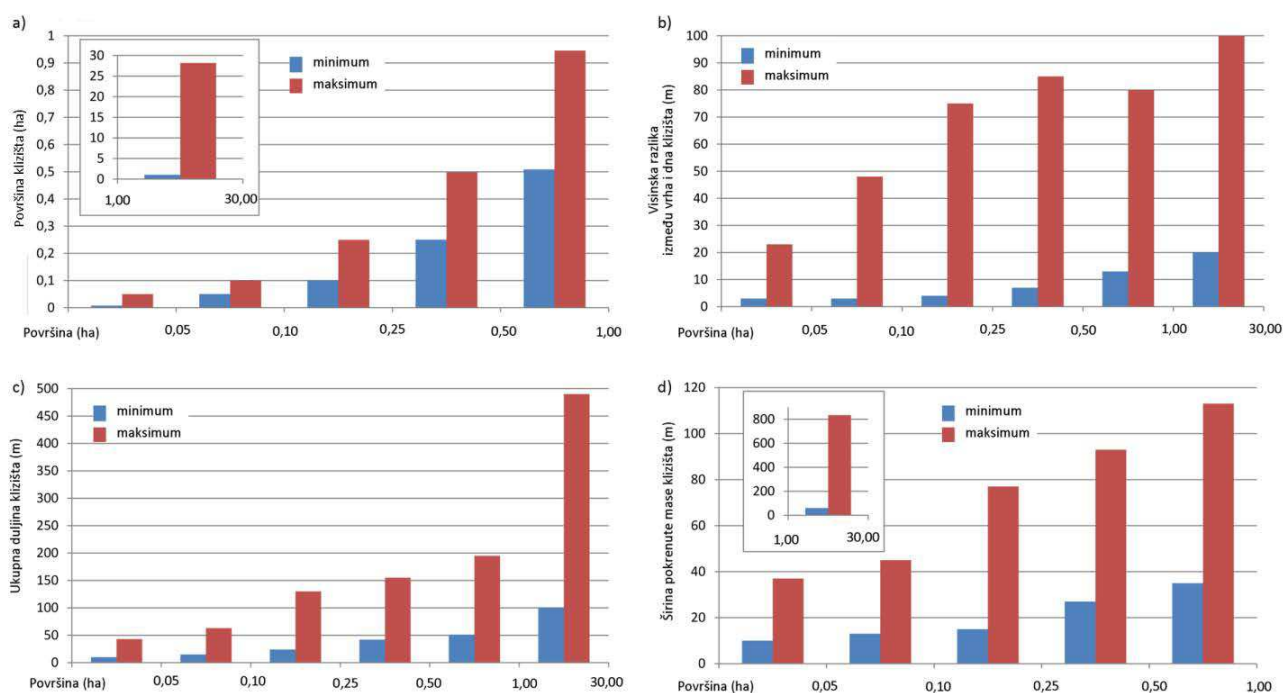 a)
Površina klizišta (ha)
1
0,9
0,8
0,7
0,6
0,5
0,4
0,3
0,2
0,1
0
30
25
20
15
10
5
0
1,00 30,00
minimum
maksimum
Površina (ha) 0,05 0,10 0,25 0,50 1,00
b)
Visinska razlika
između vrha i dna klizišta (m)
100
90
80
70
60
50
40
30
20
10
0
minimum
maksimum
Površina (ha) 0,05 0,10 0,25 0,50 1,00 30,00
c)
Ukupna duljina klizišta (m)
500
450
400
350
300
250
200
150
100
50
0
minimum
maksimum
Površina (ha) 0,05 0,10 0,25 0,50 1,00 30,00
d)
Širina pokrenute mase klizišta (m)
120
100
80
60
40
20
0
800
600
400
200
0
1,00 30,00
minimum
maksimum
Površina (ha) 0,05 0,10 0,25 0,50 1,00